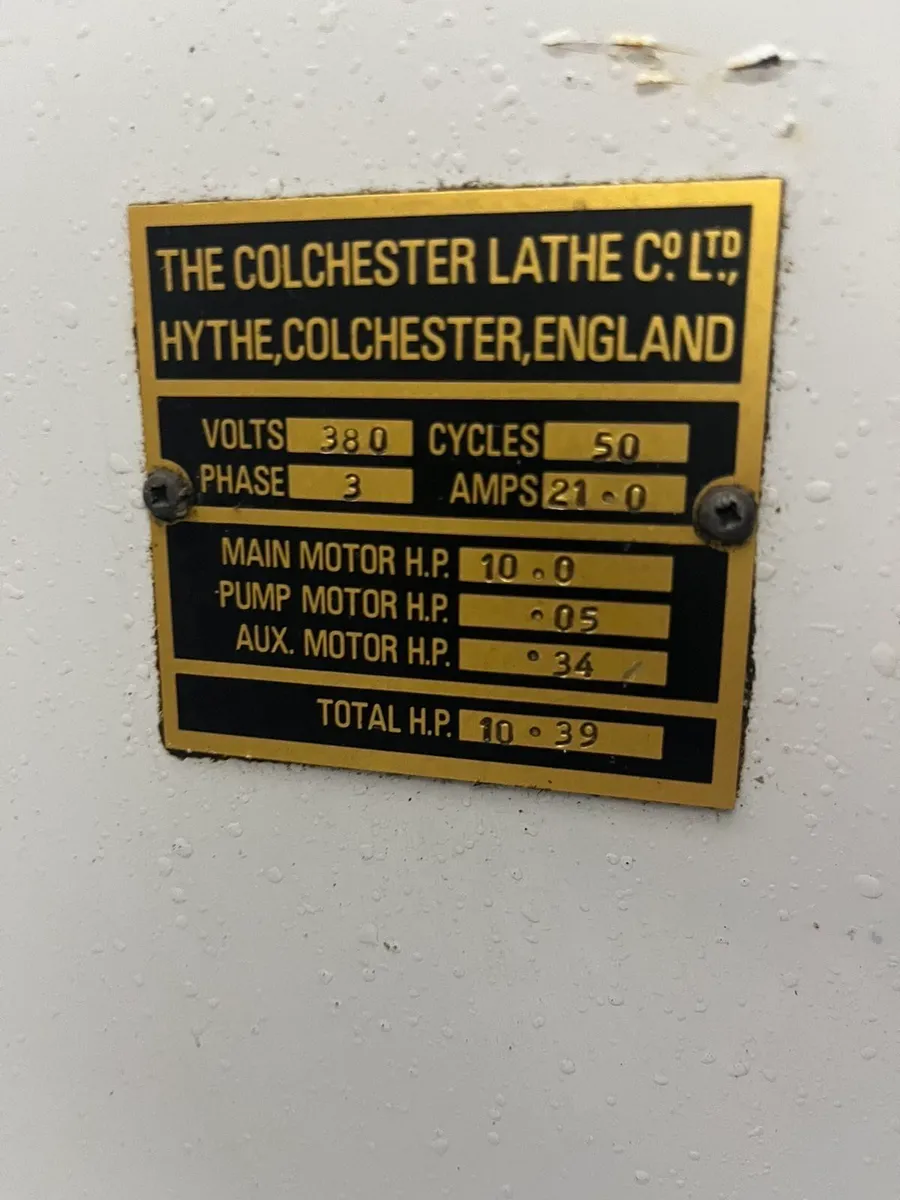 THE COLCHESTER LATHE Cº. LTD.,
HYTHE, COLCHESTER, ENGLAND
VOLTS 380 CYCLES 50
PHASE 3 AMPS 21·0
MAIN MOTOR H.P. 10.0
PUMP MOTOR H.P. ·05
AUX. MOTOR H.P. ·34
TOTAL H.P. 10·39